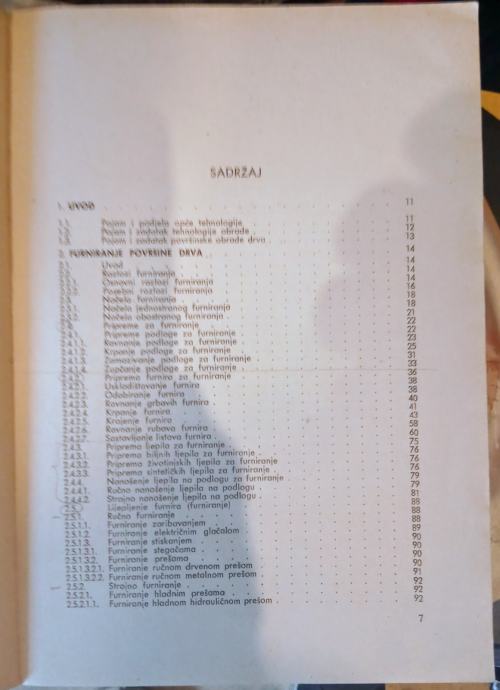 SADRŽAJ
1. UVOD 11
1.1. Pojam i podjela opće tehnologije 11
1.2. Pojam i zadatak tehnologije obrade 12
1.3. Pojam i zadatak površinske obrade drva 13
2. FURNIRANJE POVRŠINE DRVA 14
2.1. Uvod 14
2.2. Razlozi furniranja 14
2.2.1. Osnovni razlozi furniranja 14
2.2.2. Posebni razlozi furniranja 16
2.3. Načela furniranja 18
2.3.1. Načela jednostranog furniranja 18
2.3.2. Načela obostranog furniranja 21
2.4. Pripreme za furniranje 22
2.4.1. Pripreme podloge za furniranje 22
2.4.1.1. Ravnanje podloge za furniranje 23
2.4.1.2. Krpanje podloge za furniranje 25
2.4.1.3. Zamazivanje podloge za furniranje 31
2.4.1.4. Zupčanje podloge za furniranje 33
Priprema furnira za furniranje 36
2.4.2.1. Uskladištavanje furnira 38
2.4.2.2. Odabiranje furnira 38
2.4.2.3. Ravnanje grbavih furnira 40
2.4.2.4. Krpanje furnira 41
2.4.2.5. Krojenje furnira 43
2.4.2.6. Ravnanje rubova furnira 58
2.4.2.7. Sastavljanje listova furnira 60
2.4.3. Priprema ljepila za furniranje 75
2.4.3.1. Priprema biljnih ljepila za furniranje 76
2.4.3.2. Priprema životinjskih ljepila za furniranje 76
2.4.3.3. Priprema sintetičkih ljepila za furniranje 76
2.4.4. Nanošenje ljepila na podlogu za furniranje 79
2.4.4.1. Ručno nanošenje ljepila na podlogu 79
2.4.4.2. Strojno nanošenje ljepila na podlogu 81
2.5. Lijepljenje furnira (furniranje) 88
2.5.1. Ručno furniranje 88
2.5.1.1. Furniranje zaribavanjem 88
2.5.1.2. Furniranje električnim glačalom 89
2.5.1.3. Furniranje stiskanjem 90
2.5.1.3.1. Furniranje stegačama 90
2.5.1.3.2. Furniranje prešama 90
2.5.1.3.2.1. Furniranje ručnom drvenom prešom 90
2.5.1.3.2.2. Furniranje ručnom metalnom prešom 91
2.5.2. Strojno furniranje 92
2.5.2.1. Furniranje hladnim prešama 92
2.5.2.1.1. Furniranje hladnom hidrauličnom prešom 92
7